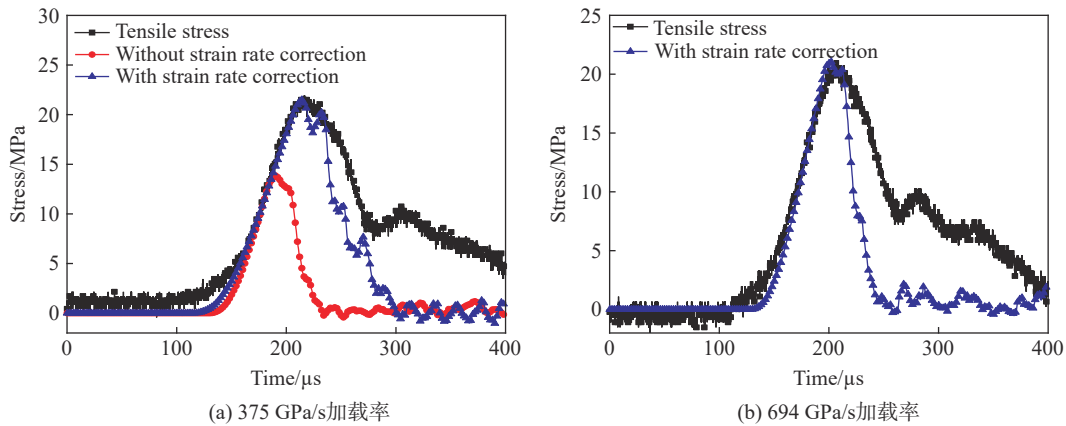 30
25
20
15
10
5
0
Stress/MPa
Tensile stress
Without strain rate correction
With strain rate correction
0 100 200 300 400
Time/μs
(a) 375 GPa/s加载率
25
20
15
10
5
0
Stress/MPa
Tensile stress
With strain rate correction
0 100 200 300 400
Time/μs
(b) 694 GPa/s加载率